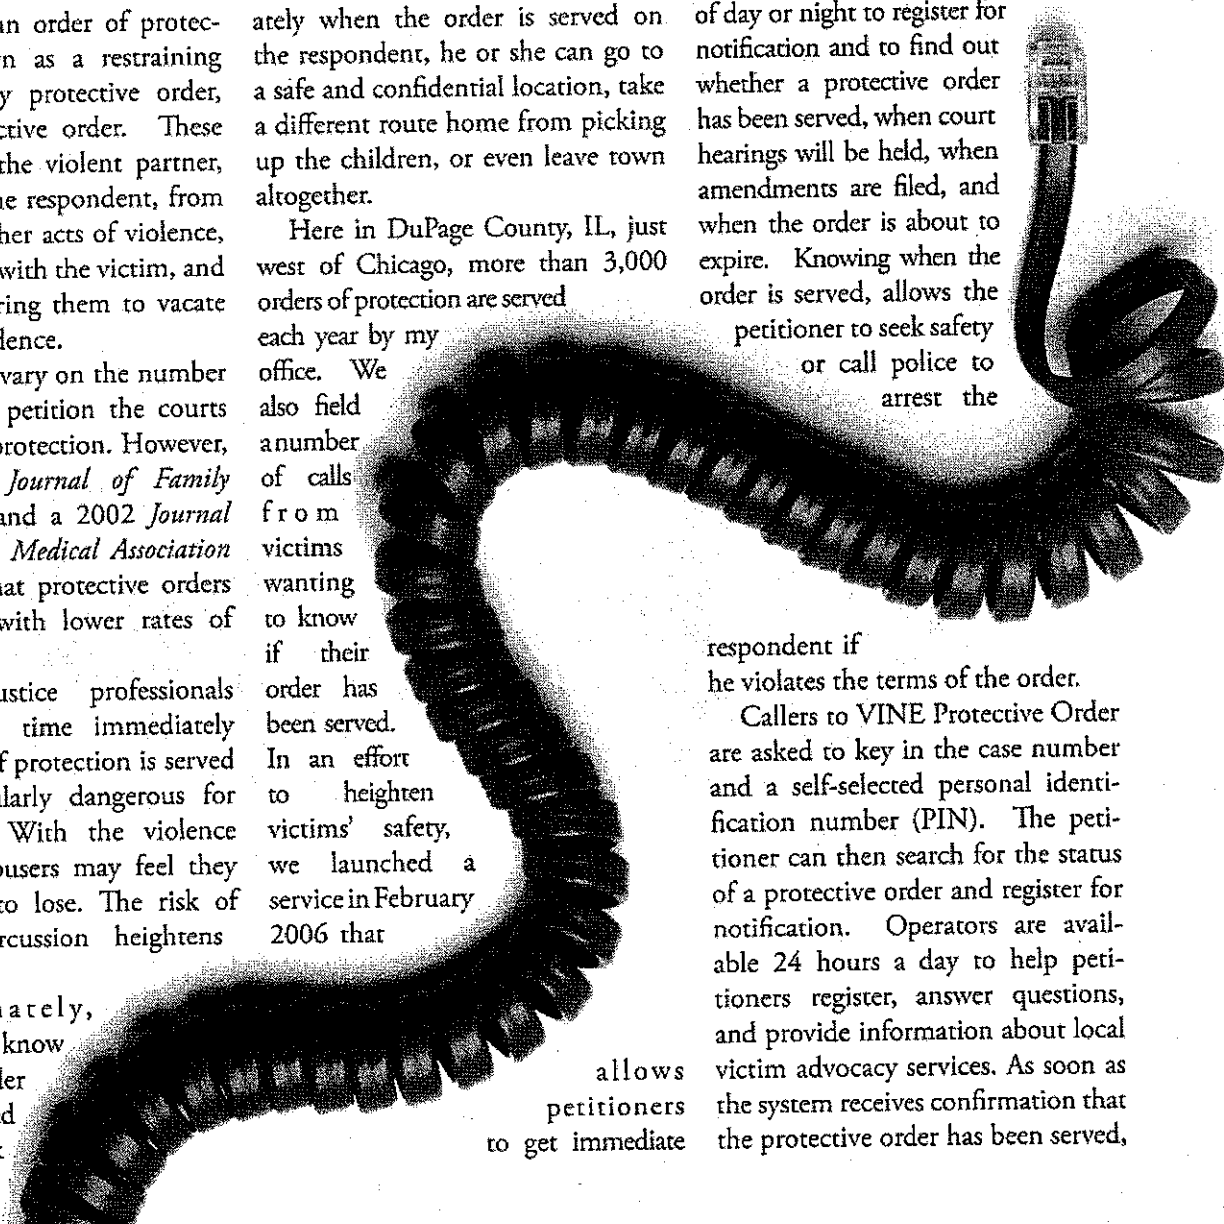 an order of protec-
as a restraining
protective order,
order. These
the violent partner,
respondent, from
acts of violence,
with the victim, and
them to vacate
vary on the number
petition the courts
However,
Journal of Family
and a 2002 Journal
Medical Association
protective orders
with lower rates of
professionals
time immediately
protection is served
dangerous for
With the violence
may feel they
to lose. The risk of
heightens
know
ately when the order is served on
the respondent, he or she can go to
a safe and confidential location, take
a different route home from picking
up the children, or even leave town
altogether.
Here in DuPage County, IL, just
west of Chicago, more than 3,000
orders of protection are served
each year by my
office. We
also field
a number
of calls
from
victims
wanting
to know
if their
order has
been served.
In an effort
to heighten
victims' safety,
we launched a
service in February
2006 that
allows
petitioners
to get immediate
of day or night to register for
notification and to find out
whether a protective order
has been served, when court
hearings will be held, when
amendments are filed, and
when the order is about to
expire. Knowing when the
order is served, allows the
petitioner to seek safety
or call police to
arrest the
respondent if
he violates the terms of the order.
Callers to VINE Protective Order
are asked to key in the case number
and a self-selected personal identi-
fication number (PIN). The peti-
tioner can then search for the status
of a protective order and register for
notification. Operators are avail-
able 24 hours a day to help peti-
tioners register, answer questions,
and provide information about local
victim advocacy services. As soon as
the system receives confirmation that
the protective order has been served,